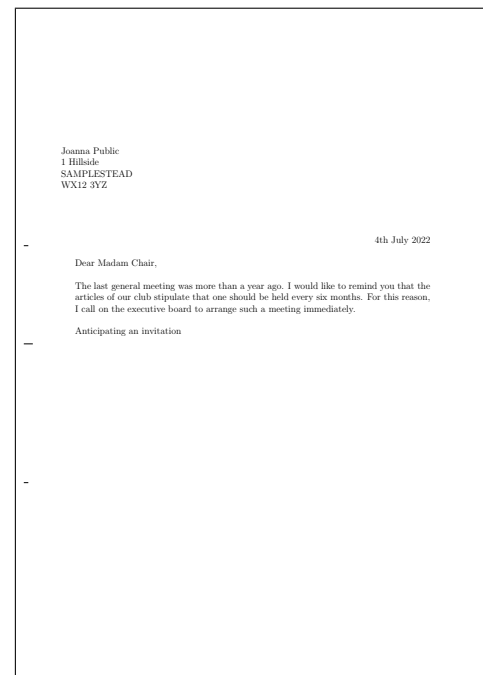 Joanna Public
1 Hillside
SAMPLESTEAD
WX12 3YZ
4th July 2022
Dear Madam Chair,
The last general meeting was more than a year ago. I would like to remind you that the
articles of our club stipulate that one should be held every six months. For this reason,
I call on the executive board to arrange such a meeting immediately.
Anticipating an invitation